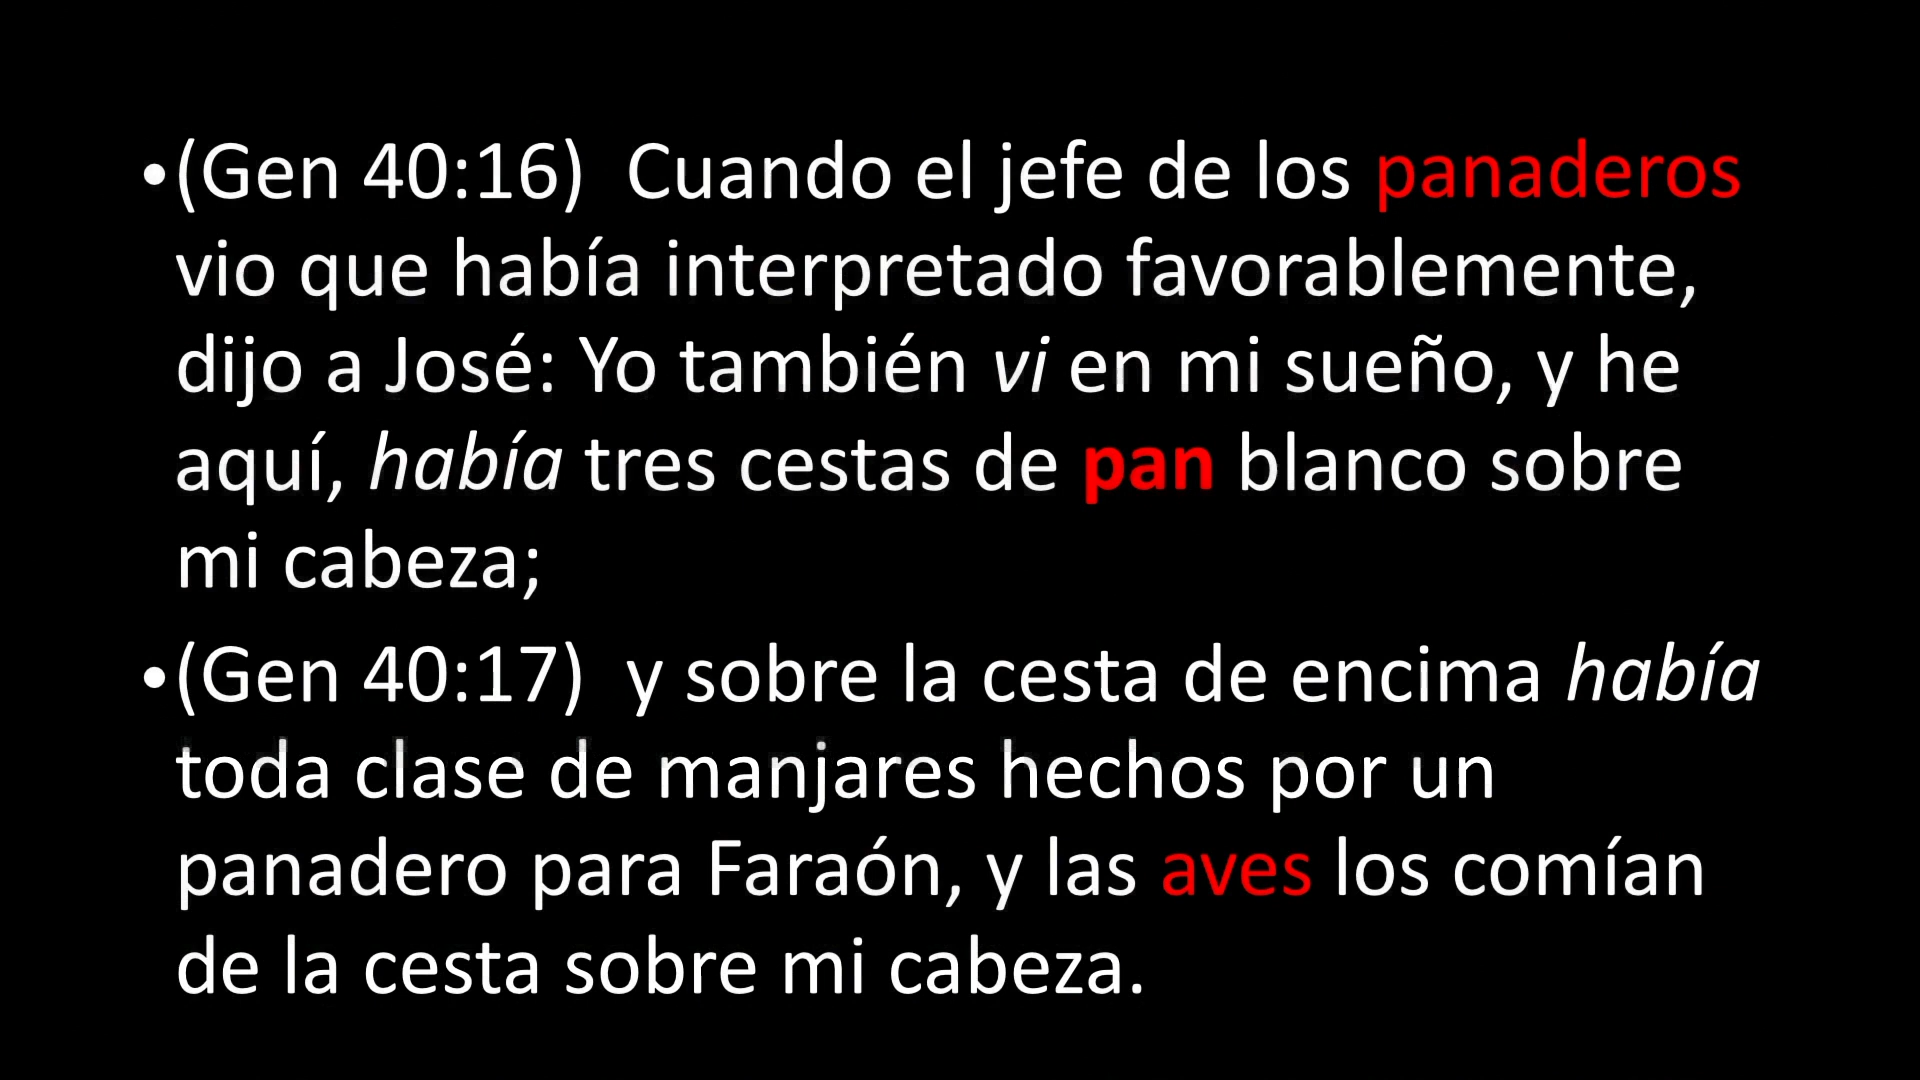 •(Gen 40:16)  Cuando el jefe de los panaderos
vio que había interpretado favorablemente,
dijo a José: Yo también vi en mi sueño, y he
aquí, había tres cestas de pan blanco sobre
mi cabeza;
•(Gen 40:17)  y sobre la cesta de encima había
toda clase de manjares hechos por un
panadero para Faraón, y las aves los comían
de la cesta sobre mi cabeza.